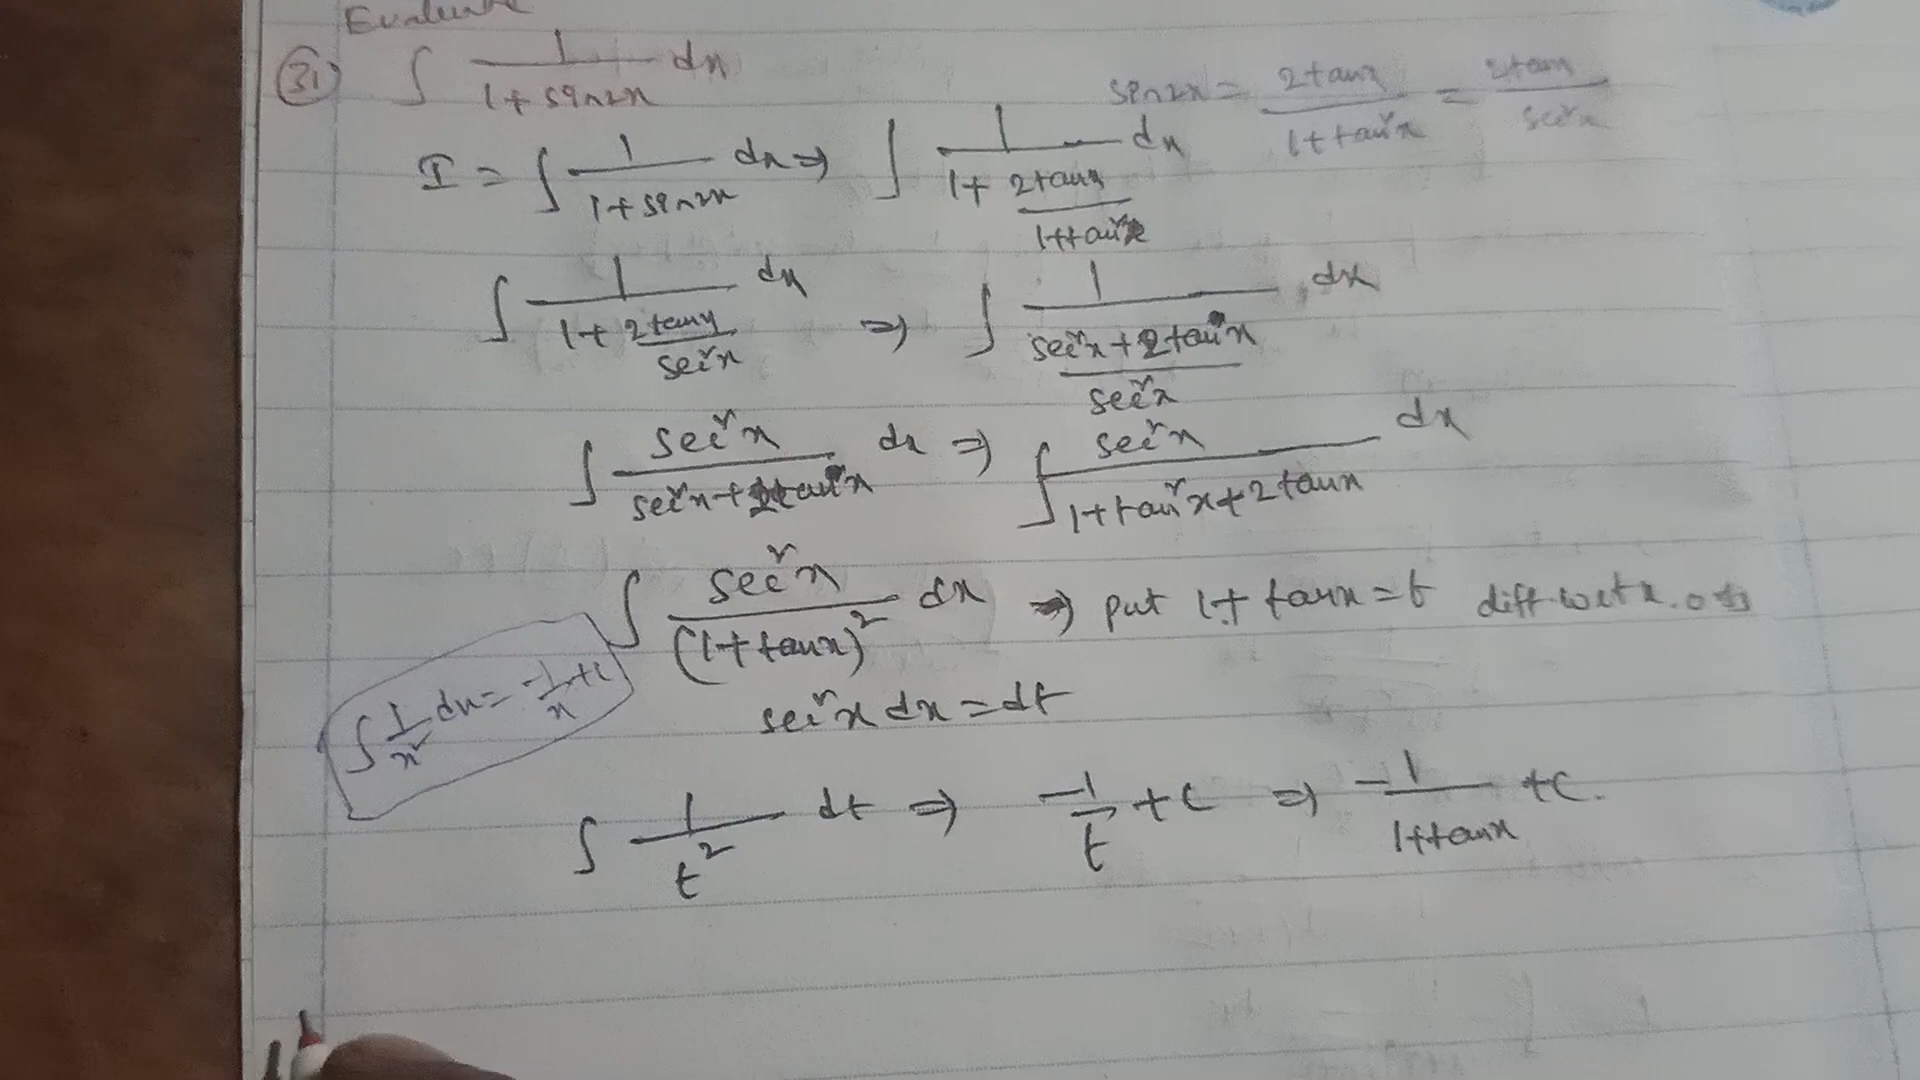 Evaluate
(31) ∫ 1/(1+sin2x) dx
sin2x = 2tanx/(1+tan²x) = 2tanx/sec²x
I = ∫ 1/(1+sin2x) dx ⇒ ∫ 1/(1+ 2tanx/(1+tan²x)) dx
∫ 1/(1+ 2tanx/sec²x) dx ⇒ ∫ 1/((sec²x+2tanx)/sec²x) dx
∫ sec²x/(sec²x+2tanx) dx ⇒ ∫ sec²x/(1+tan²x+2tanx) dx
∫ sec²x/(1+tanx)² dx ⇒ put 1+tanx=t diff w.r.t x. o
∫ 1/x² dx = -1/x +c
sec²x dx = dt
∫ 1/t² dt ⇒ -1/t +c ⇒ -1/(1+tanx) +c.